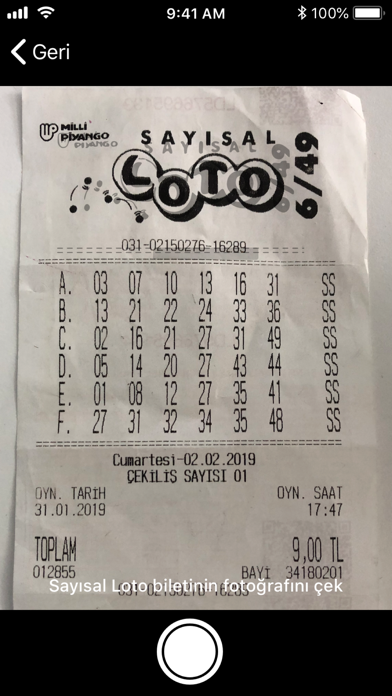 9:41 AM 100%
Geri
MİLLİ
PİYANGO
SAYISAL
LOTO
6/49
031-02150276-16289
A. 03 07 10 13 16 31 SS
B. 13 21 22 24 33 36 SS
C. 02 16 21 27 31 49 SS
D. 05 14 20 27 43 44 SS
E. 01 08 12 27 35 41 SS
F. 27 31 32 34 35 48 SS
Cumartesi-02.02.2019
ÇEKİLİŞ SAYISI 01
OYN. TARİH OYN. SAAT
31.01.2019 17:47
TOPLAM 9,00 TL
012855 BAYİ 34180201
Sayısal Loto biletinin fotoğrafını çek